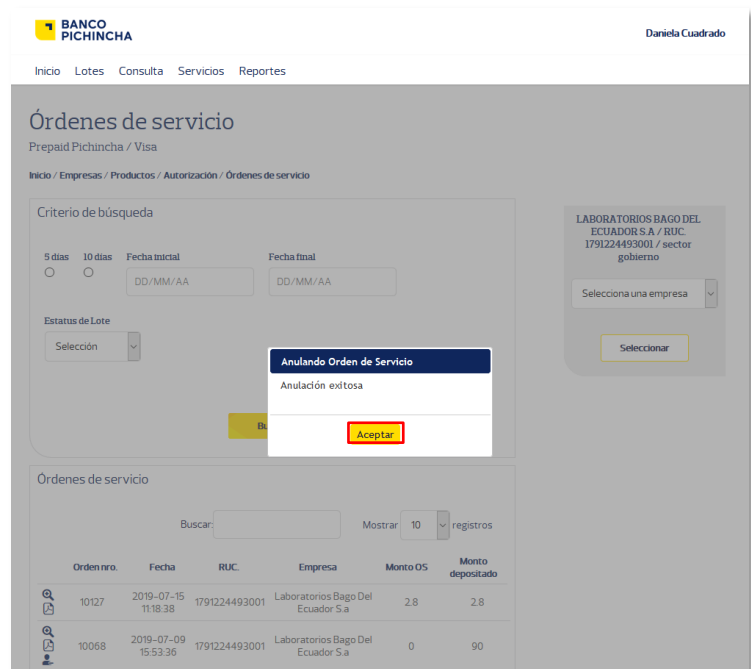 BANCO
PICHINCHA
Daniela Cuadrado
Inicio Lotes Consulta Servicios Reportes
Órdenes de servicio
Prepaid Pichincha / Visa
Inicio / Empresas / Productos / Autorización / Órdenes de servicio
Criterio de búsqueda
5 días 10 días Fecha inicial Fecha final
DD/MM/AA DD/MM/AA
Estatus de Lote
Selección
Bu
LABORATORIOS BAGO DEL
ECUADOR S.A / RUC.
1791224493001 / sector
gobierno
Selecciona una empresa
Seleccionar
Anulando Orden de Servicio
Anulación exitosa
Aceptar
Órdenes de servicio
Buscar: Mostrar 10 registros
Orden nro. Fecha RUC. Empresa Monto OS Monto depositado
10127 2019-07-15 11:18:38 1791224493001 Laboratorios Bago Del Ecuador S.a 2.8 2.8
10068 2019-07-09 15:53:36 1791224493001 Laboratorios Bago Del Ecuador S.a 0 90